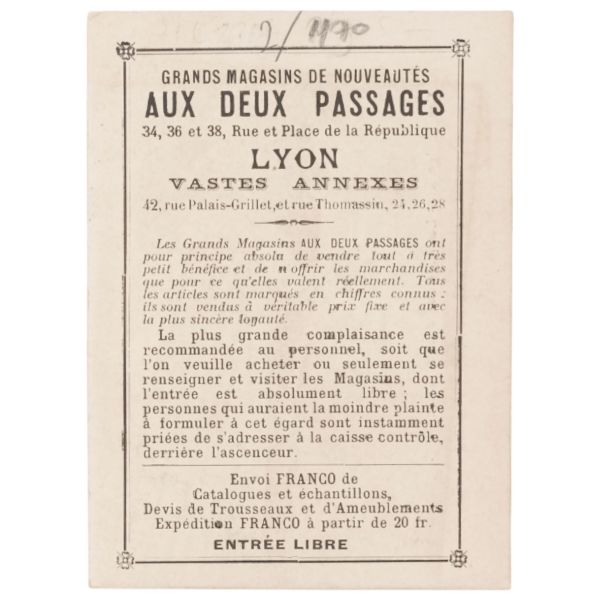 2/490
GRANDS MAGASINS DE NOUVEAUTÉS
AUX DEUX PASSAGES
34, 36 et 38, Rue et Place de la République
LYON
VASTES ANNEXES
42, rue Palais-Grillet, et rue Thomassin, 24, 26, 28
Les Grands Magasins AUX DEUX PASSAGES ont
pour principe absolu de vendre tout à très
petit bénéfice et de n'offrir les marchandises
que pour ce qu'elles valent réellement. Tous
les articles sont marqués en chiffres connus :
ils sont vendus à véritable prix fixe et avec
la plus sincère loyauté.
La plus grande complaisance est
recommandée au personnel, soit que
l'on veuille acheter ou seulement se
renseigner et visiter les Magasins, dont
l'entrée est absolument libre ; les
personnes qui auraient la moindre plainte
à formuler à cet égard sont instamment
priées de s'adresser à la caisse contrôle,
derrière l'ascenceur.
Envoi FRANCO de
Catalogues et échantillons,
Devis de Trousseaux et d'Ameublements
Expédition FRANCO à partir de 20 fr.
ENTRÉE LIBRE